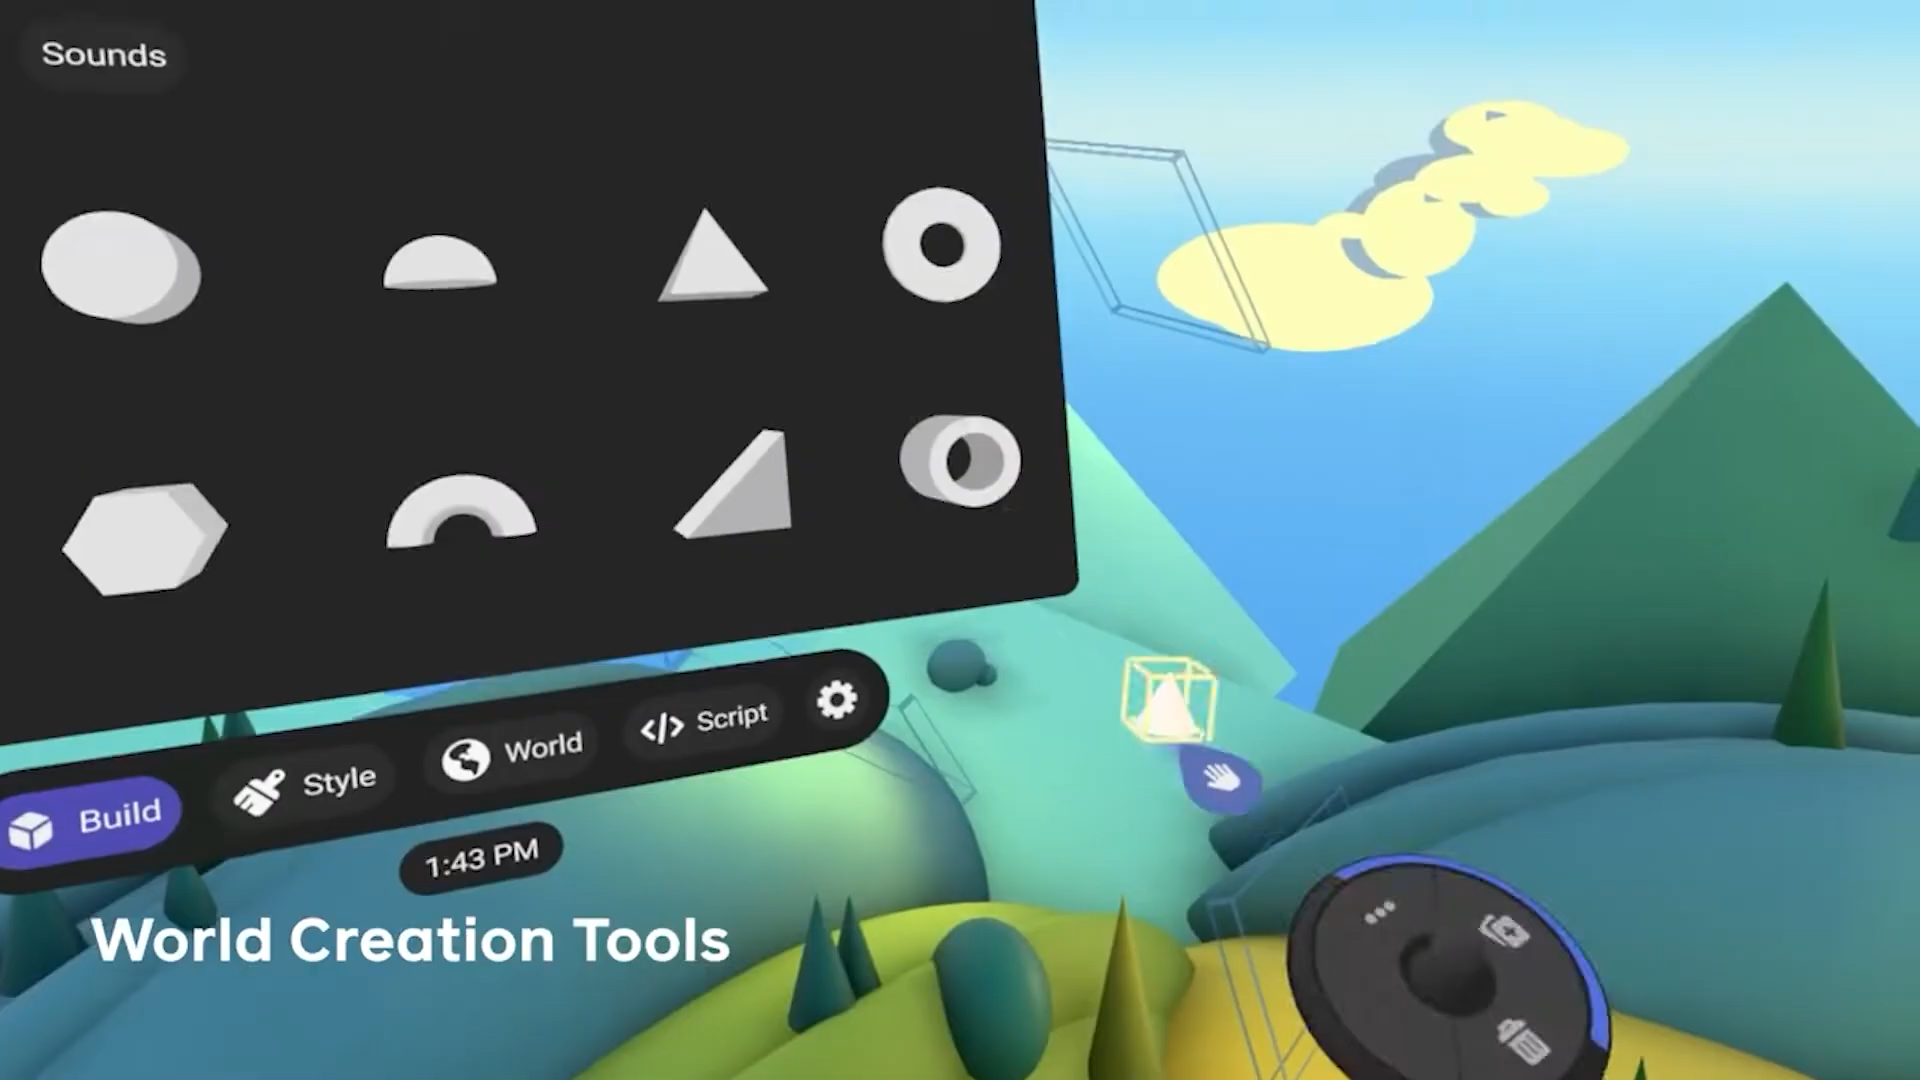 Sounds
Build
Style
World
</> Script
1:43 PM
World Creation Tools